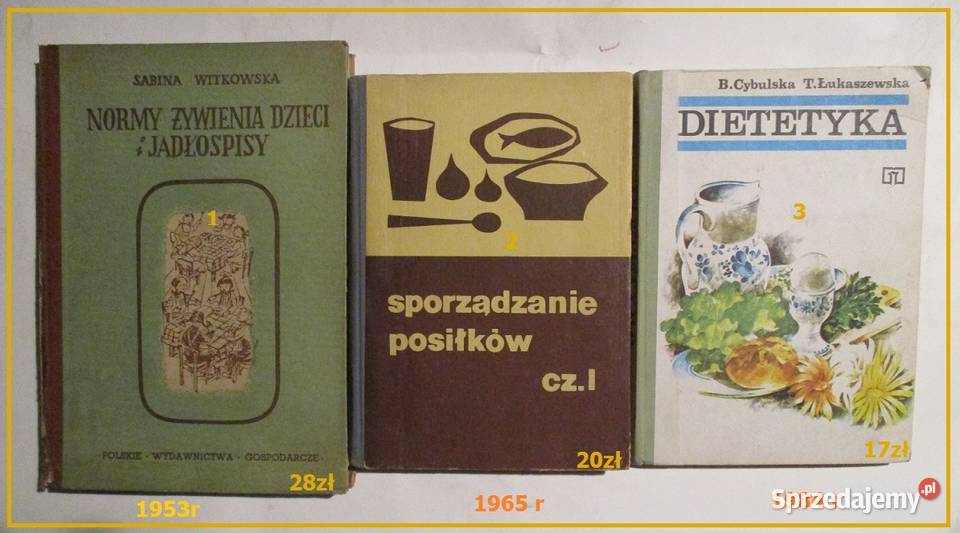 SABINA WITKOWSKA
NORMY ŻYWIENIA DZIECI
i JADŁOSPISY
1
· POLSKIE · WYDAWNICTWA · GOSPODARCZE ·
28zł
1953r
2
sporządzanie
posiłków
cz.I
20zł
1965 r
B.Cybulska T.Łukaszewska
DIETETYKA
3
17zł
Sprzedajemy.pl